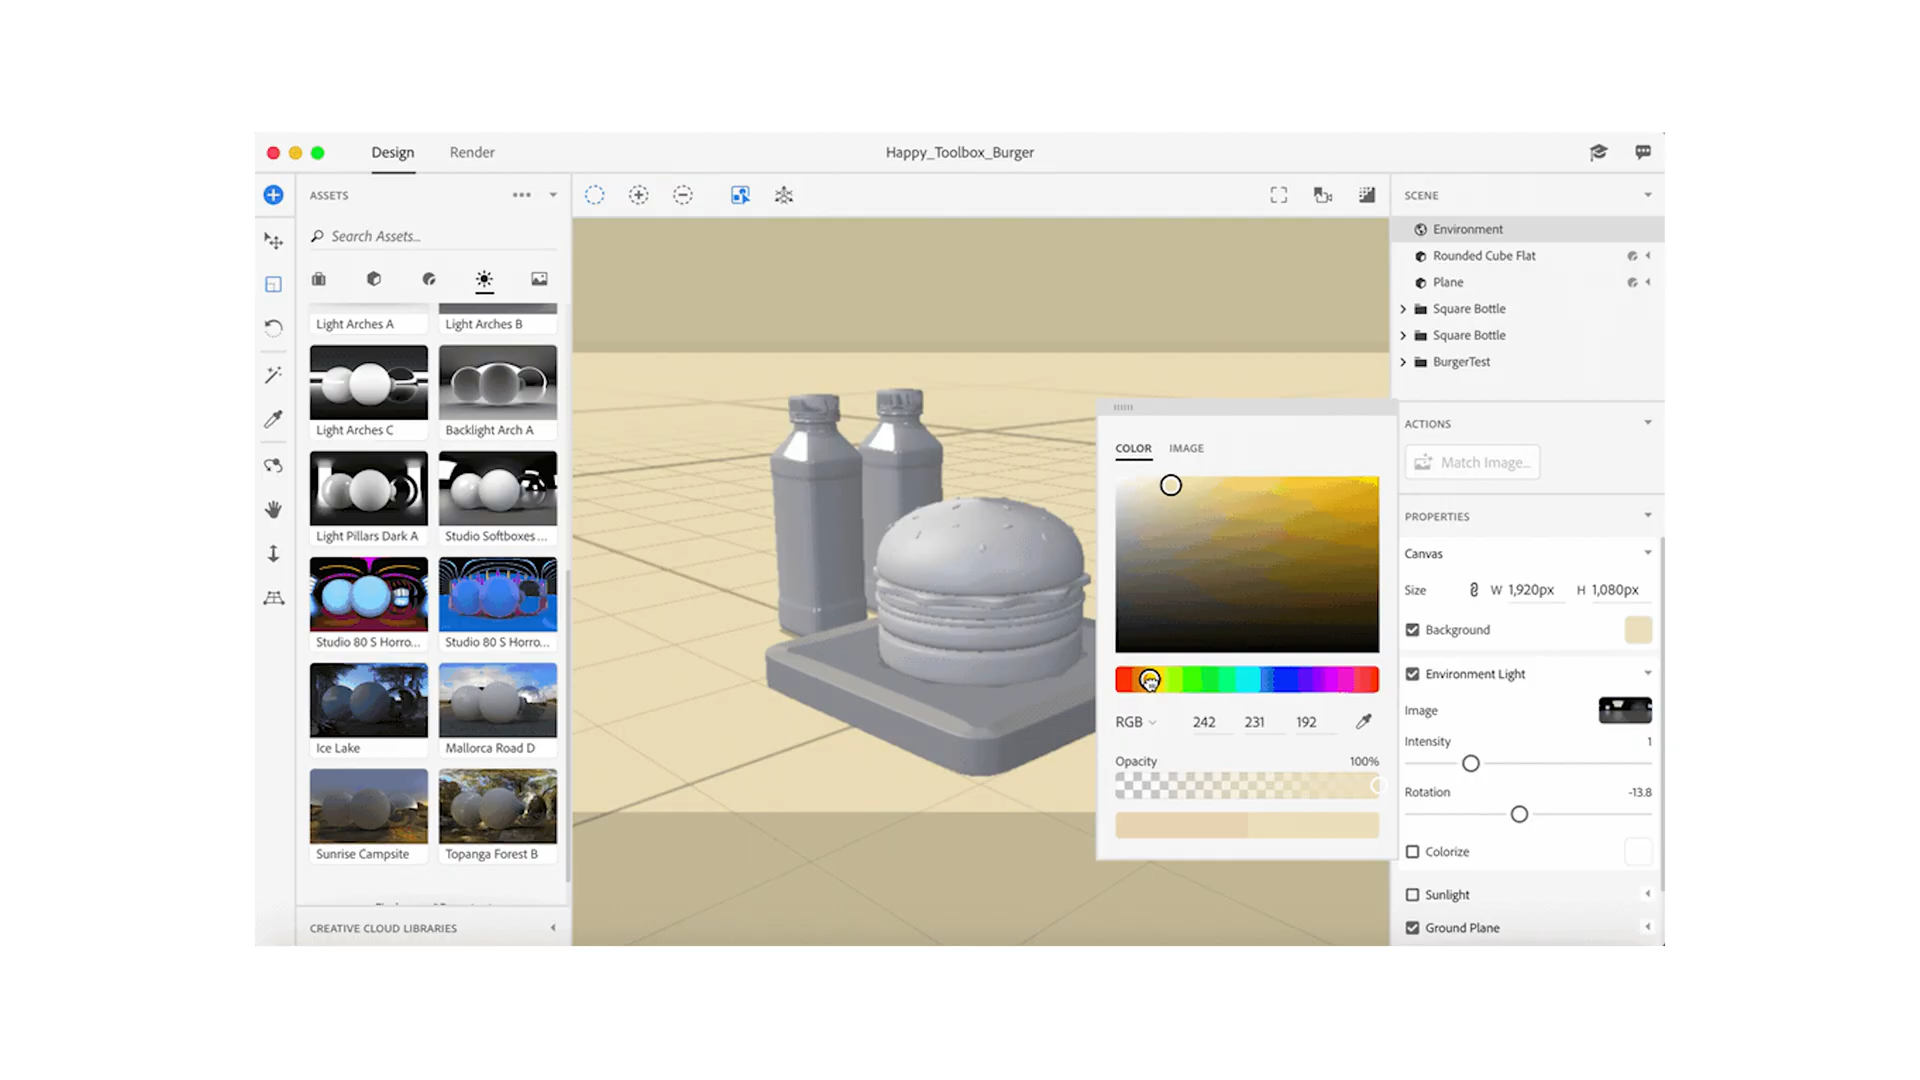 Design
Render
Happy_Toolbox_Burger
ASSETS
Search Assets...
Light Arches A
Light Arches B
Light Arches C
Backlight Arch A
Light Pillars Dark A
Studio Softboxes ...
Studio 80 S Horro...
Studio 80 S Horro...
Ice Lake
Mallorca Road D
Sunrise Campsite
Topanga Forest B
CREATIVE CLOUD LIBRARIES
COLOR
IMAGE
RGB
242
231
192
Opacity
100%
SCENE
Environment
Rounded Cube Flat
Plane
Square Bottle
Square Bottle
BurgerTest
ACTIONS
Match Image...
PROPERTIES
Canvas
Size
W 1,920px
H 1,080px
Background
Environment Light
Image
Intensity
1
Rotation
-13.8
Colorize
Sunlight
Ground Plane